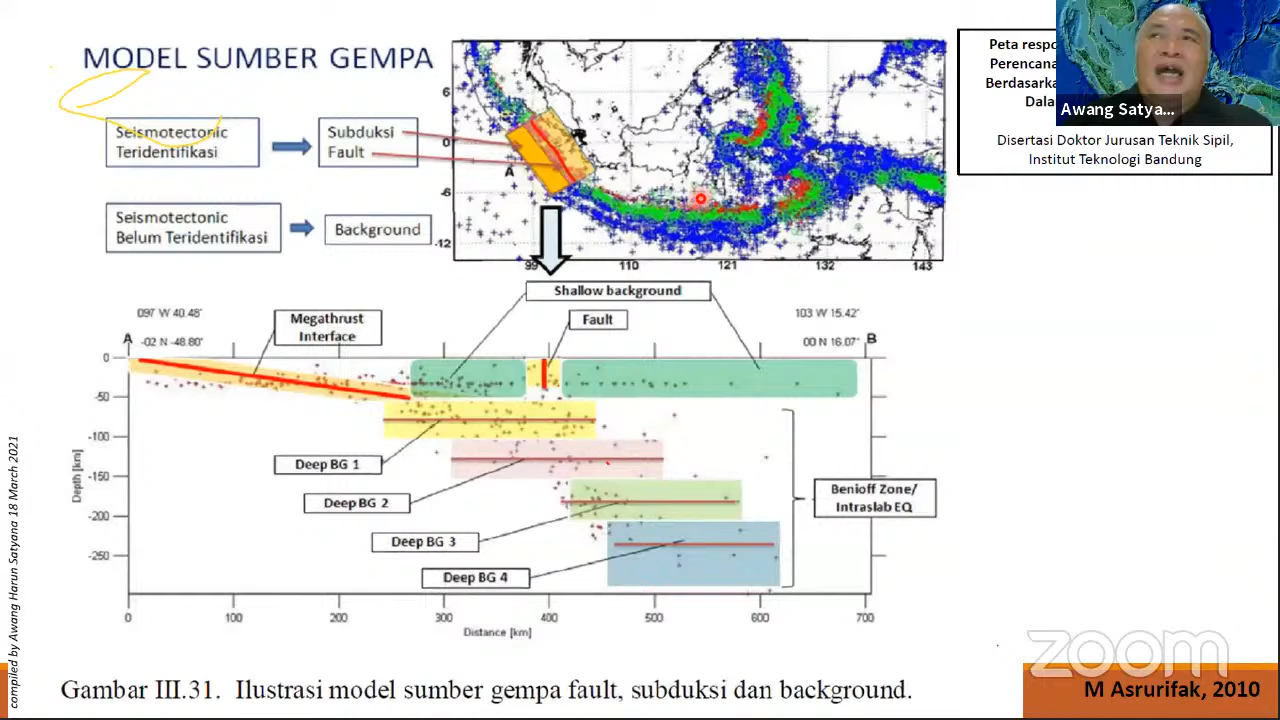 MODEL SUMBER GEMPA
Seismotectonic
Teridentifikasi
Subduksi
Fault
Seismotectonic
Belum Teridentifikasi
Background
6
0
-6
-12
99
110
121
132
143
A
B
Peta respo
Perencana
Berdasarka
Dala
Disertasi Doktor Jurusan Teknik Sipil,
Institut Teknologi Bandung
Awang Satya...
Shallow background
097 W 40.48'
-02 N -48.80'
Megathrust
Interface
Fault
103 W 15.42'
00 N 16.07'
A
B
0
-50
-100
-150
-200
-250
Depth [km]
Deep BG 1
Deep BG 2
Deep BG 3
Deep BG 4
Benioff Zone/
Intraslab EQ
0
100
200
300
400
500
600
700
Distance [km]
compiled by Awang Harun Satyana 18 March 2021
Gambar III.31. Ilustrasi model sumber gempa fault, subduksi dan background.
zoom
M Asrurifak, 2010